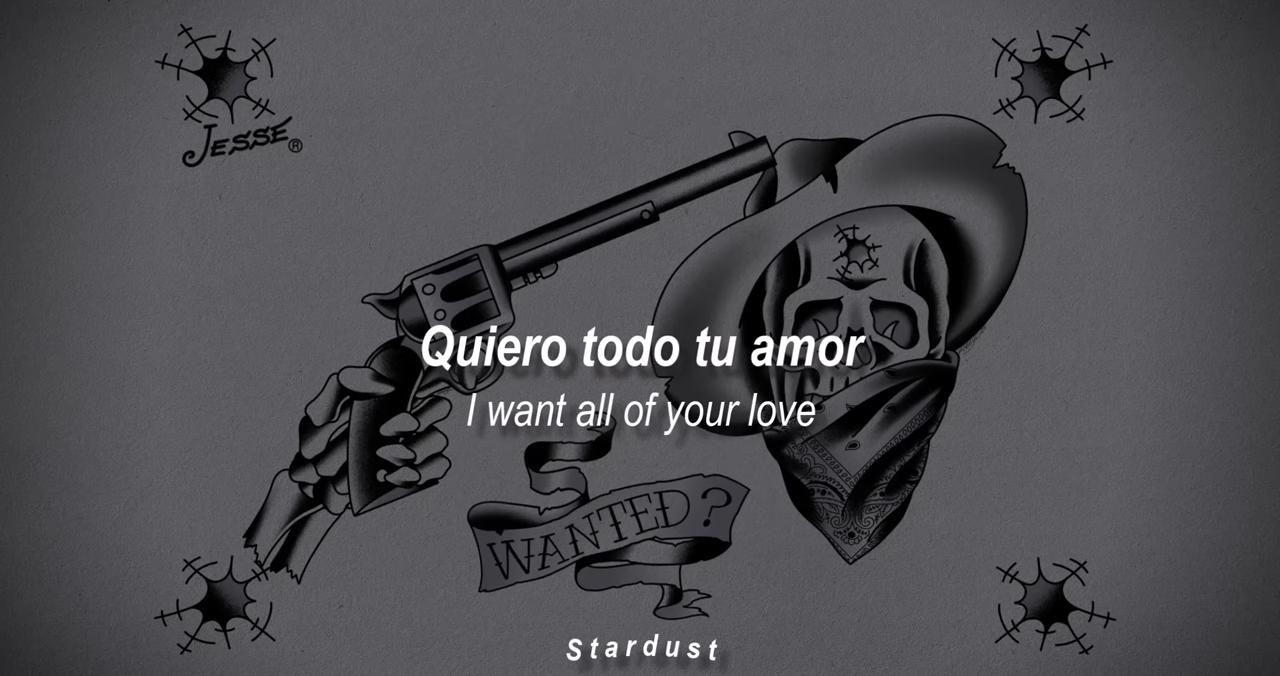 JESSE®
Quiero todo tu amor
I want all of your love
WANTED?
Stardust